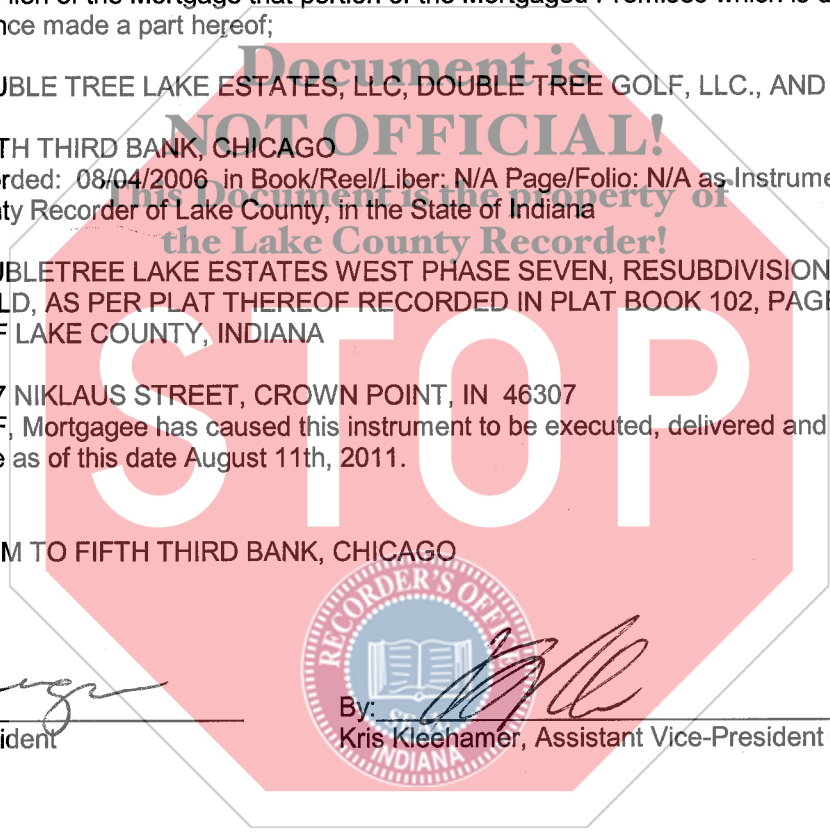 lien of the Mortgage that portion of the Mortgaged Premises which is
nce made a part hereof;
UBLE TREE LAKE ESTATES, LLC, DOUBLE TREE GOLF, LLC., AND
Document is
NOT OFFICIAL!
This Document is the property of
the Lake County Recorder!
TH THIRD BANK, CHICAGO
rded: 08/04/2006 in Book/Reel/Liber: N/A Page/Folio: N/A as Instrume
ty Recorder of Lake County, in the State of Indiana
UBLETREE LAKE ESTATES WEST PHASE SEVEN, RESUBDIVISION
LD, AS PER PLAT THEREOF RECORDED IN PLAT BOOK 102, PAGE
F LAKE COUNTY, INDIANA
7 NIKLAUS STREET, CROWN POINT, IN 46307
F, Mortgagee has caused this instrument to be executed, delivered and
e as of this date August 11th, 2011.
STOP
M TO FIFTH THIRD BANK, CHICAGO
RECORDER'S OFFICE
SEAL
INDIANA
By:
ident
Kris Kleehamer, Assistant Vice-President